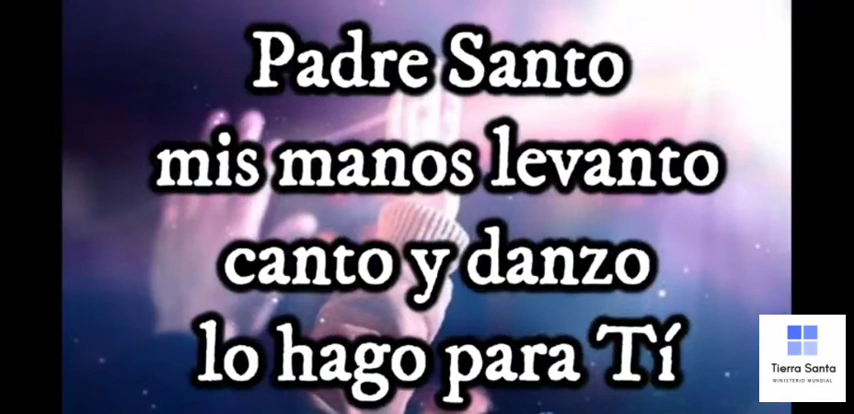 Padre Santo
mis manos levanto
canto y danzo
lo hago para Tí
Tierra Santa
MINISTERIO MUNDIAL